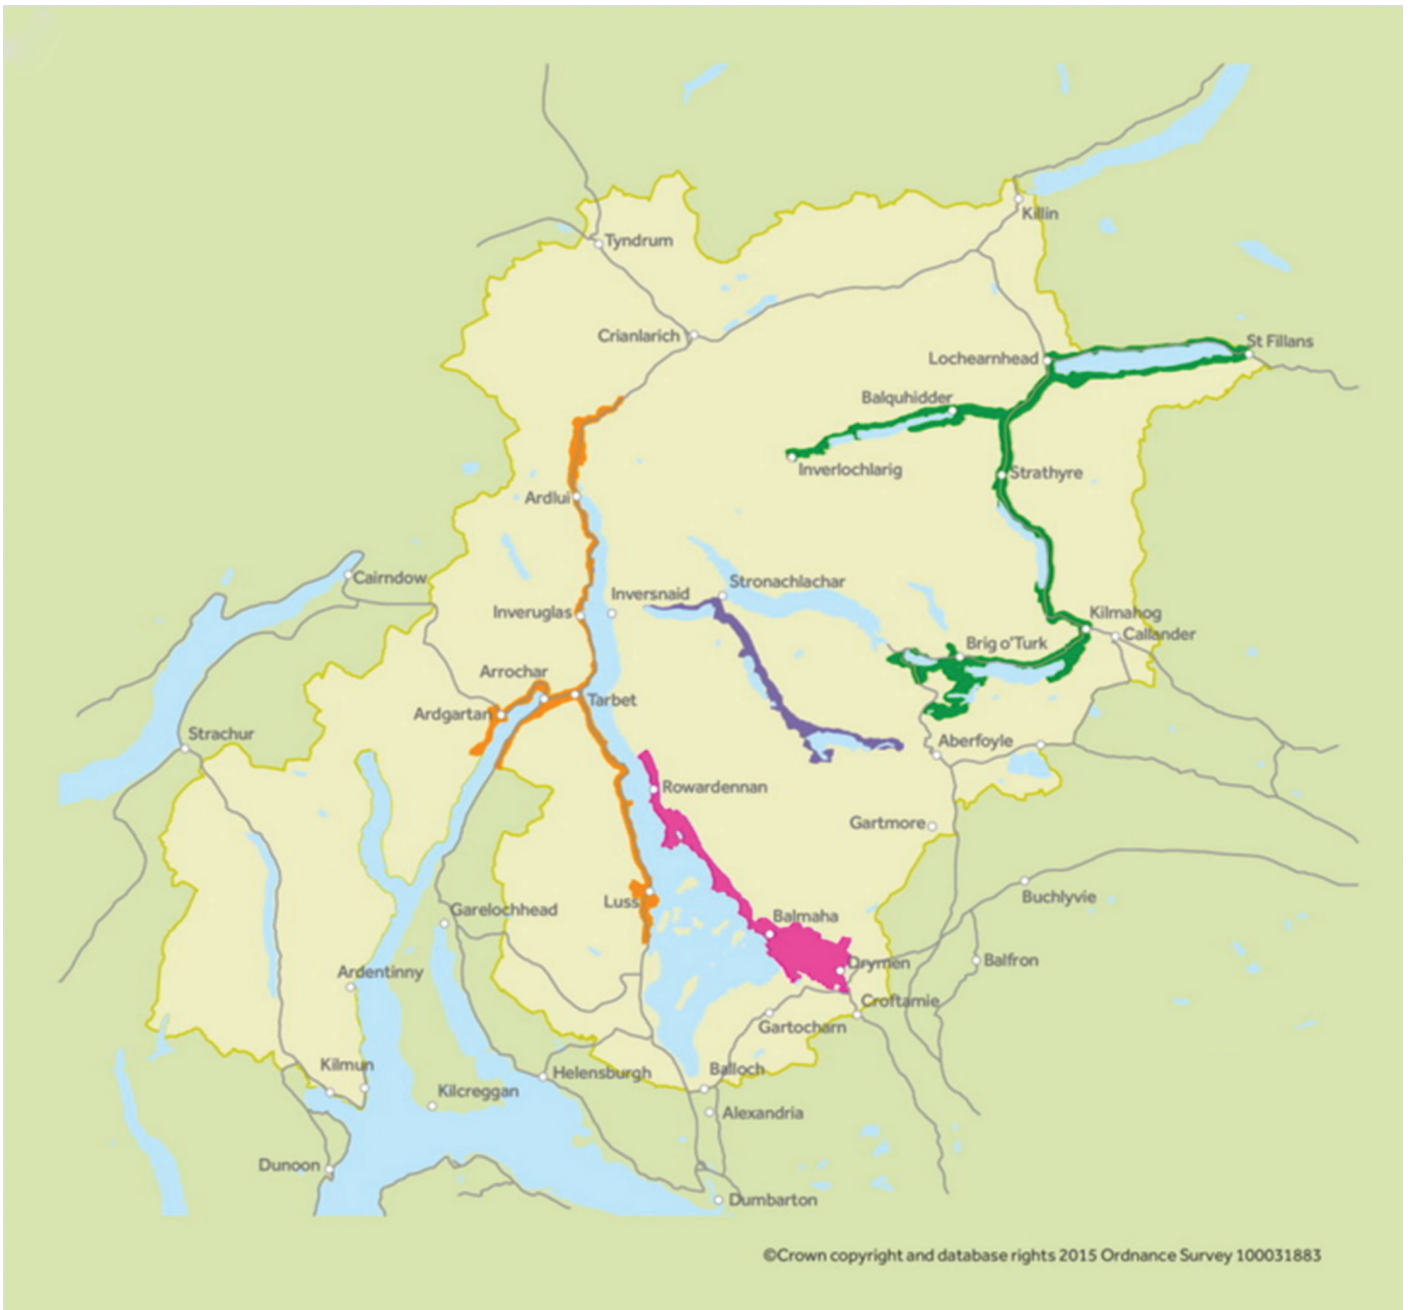 Killin
Tyndrum
Crianlarich
St Fillans
Lochearnhead
Balquhidder
Inverlochlarig
Strathyre
Ardlui
Cairndow
Stronachlachar
Inversnaid
Inveruglas
Kilmahog
Callander
Brig o'Turk
Arrochar
Tarbet
Ardgartan
Strachur
Aberfoyle
Rowardennan
Gartmore
Buchlyvie
Luss
Garelochhead
Balmaha
Drymen
Balfron
Ardentinny
Croftamie
Gartocharn
Kilmun
Helensburgh
Balloch
Kilcreggan
Alexandria
Dunoon
Dumbarton
©Crown copyright and database rights 2015 Ordnance Survey 100031883